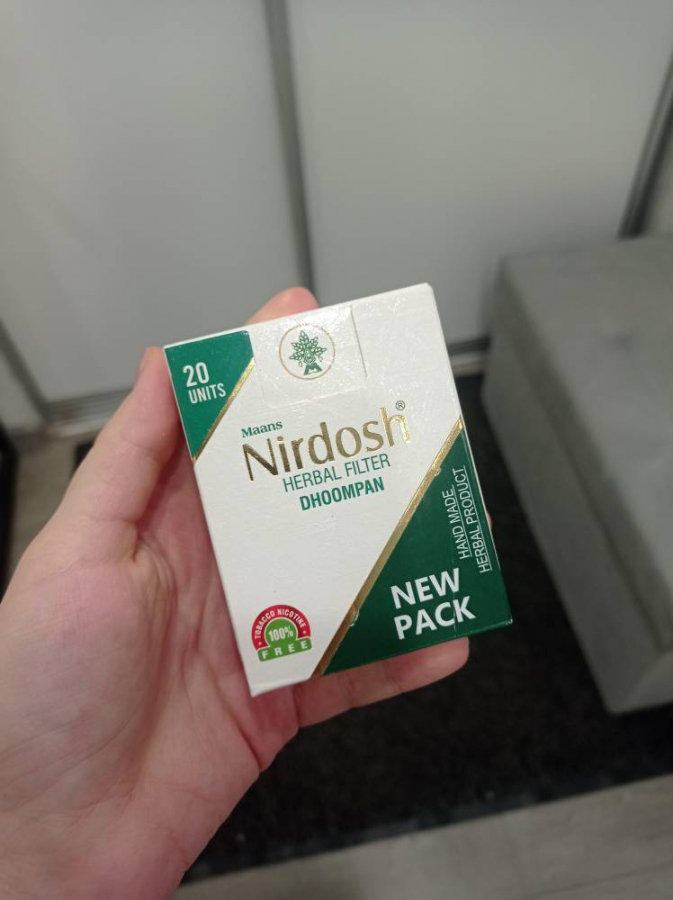 20
UNITS
Maans
Nirdosh®
HERBAL FILTER
DHOOMPAN
HAND MADE.
HERBAL PRODUCT
NEW
PACK
TOBACCO NICOTINE
100%
FREE